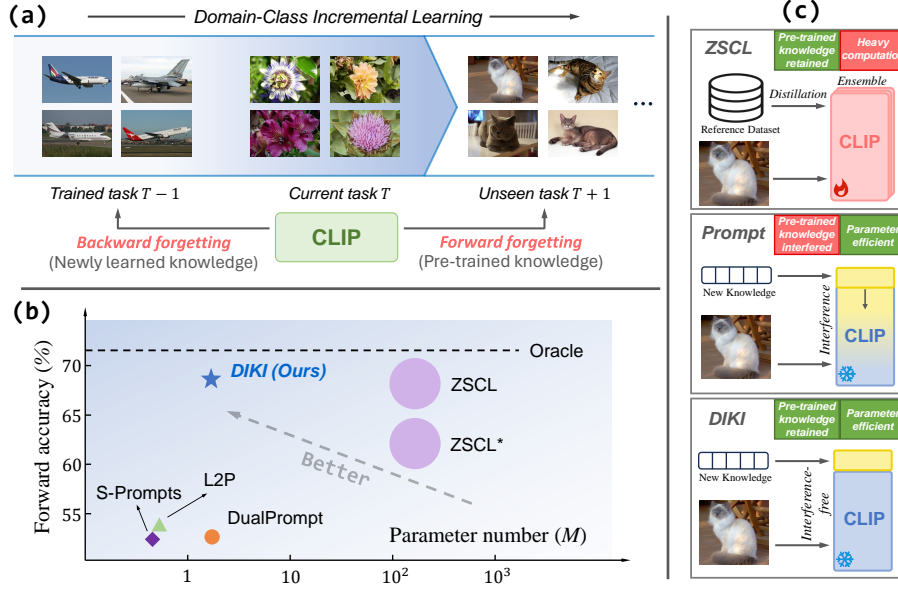 (a)
Domain-Class Incremental Learning
...
Trained task T − 1
Current task T
Unseen task T + 1
Backward forgetting
(Newly learned knowledge)
CLIP
Forward forgetting
(Pre-trained knowledge)
(b)
Forward accuracy (%)
70
65
60
55
Oracle
DIKI (Ours)
ZSCL
ZSCL*
Better
S-Prompts
L2P
DualPrompt
Parameter number (M)
1
10
10²
10³
(c)
ZSCL
Pre-trained
knowledge
retained
Heavy
computation
Ensemble
Distillation
Reference Dataset
CLIP
Prompt
Pre-trained
knowledge
interfered
Parameter
efficient
New Knowledge
Interference
CLIP
DIKI
Pre-trained
knowledge
retained
Parameter
efficient
New Knowledge
Interference-
free
CLIP